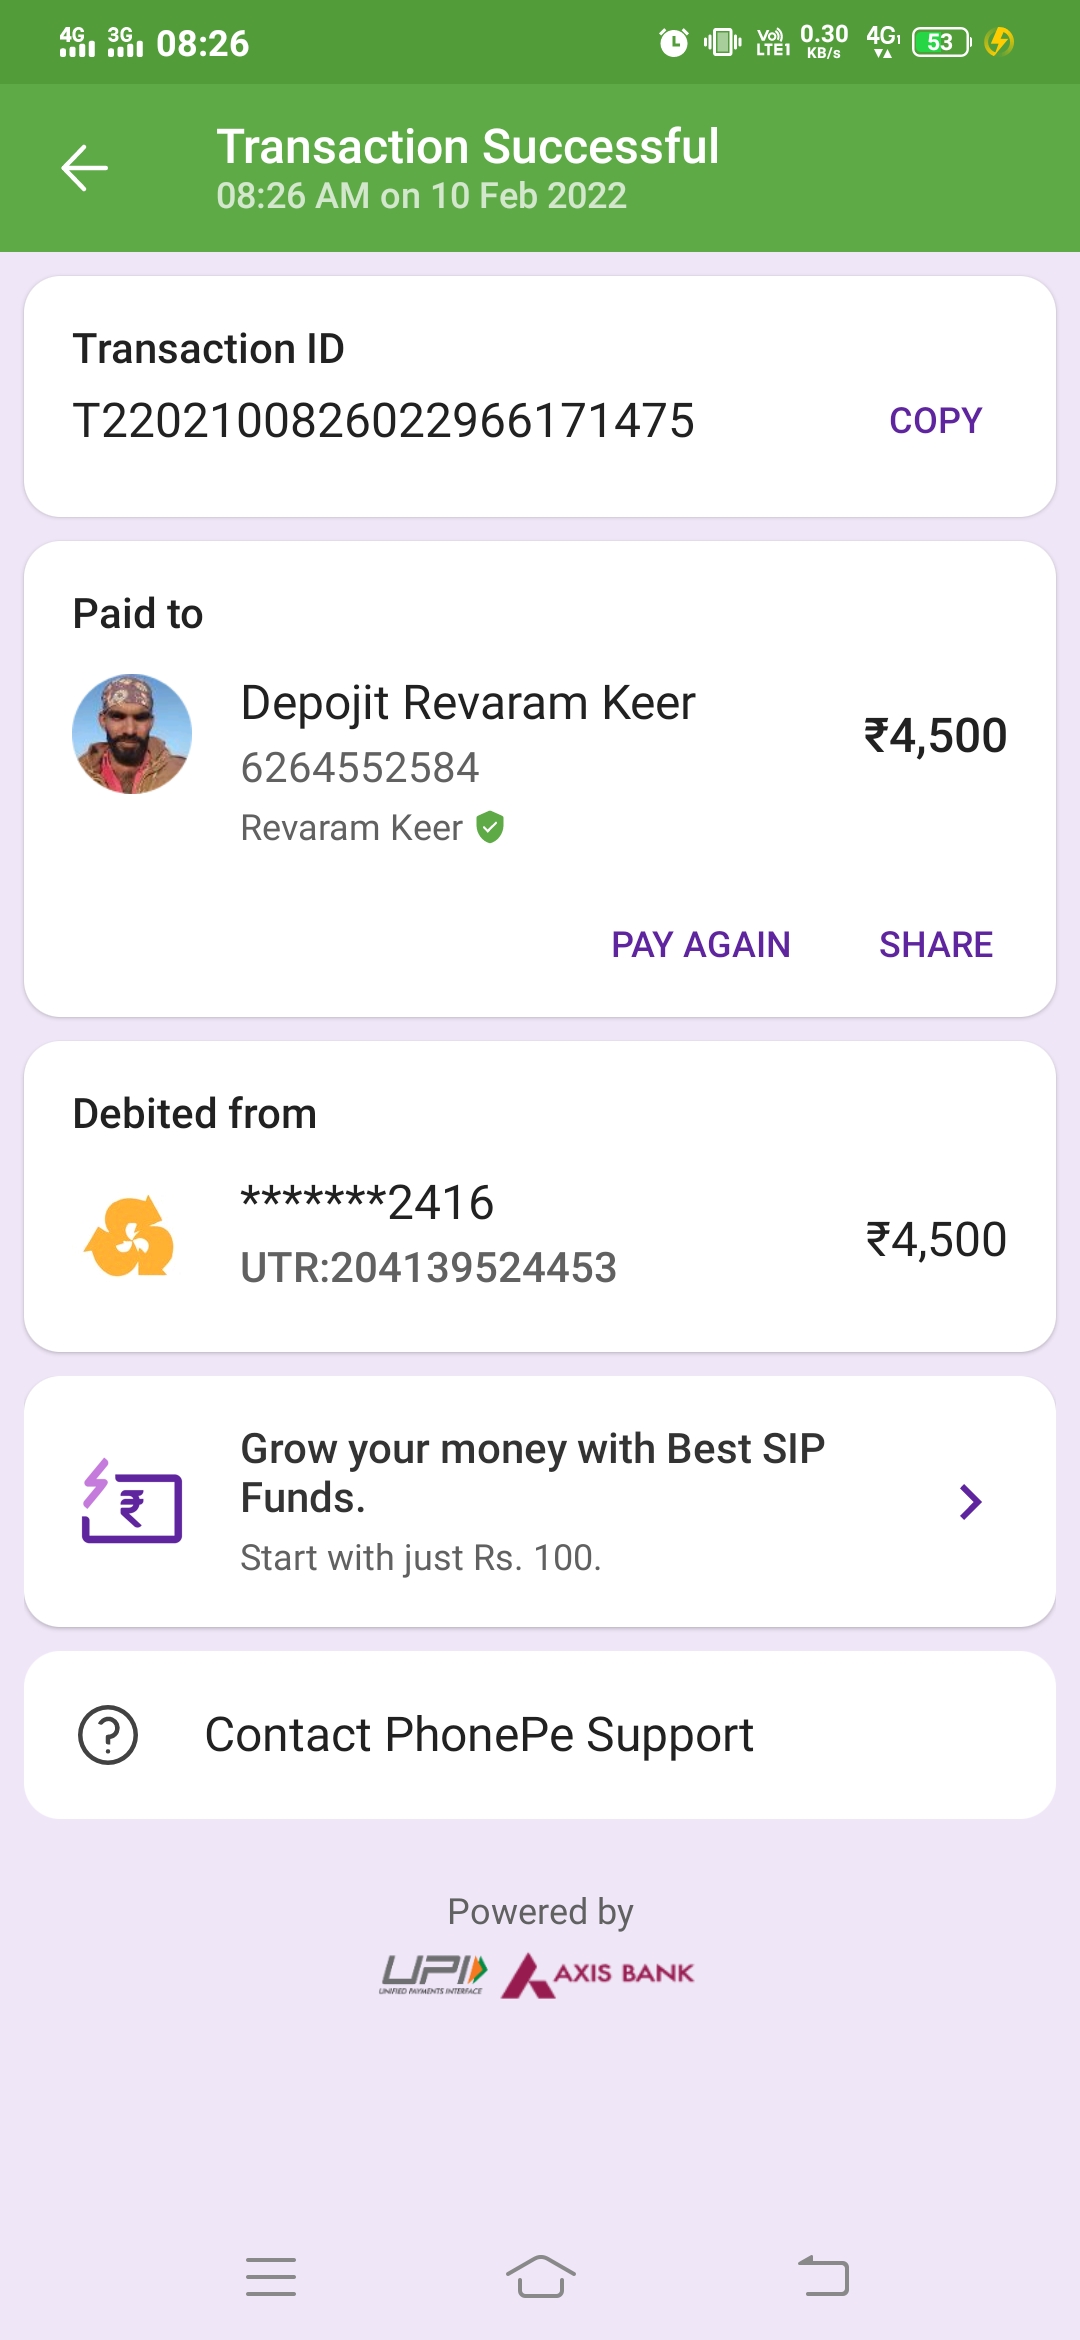 4G 3G 08:26 Vo) LTE1 0.30 KB/s 4G1 53
Transaction Successful
08:26 AM on 10 Feb 2022
Transaction ID
T2202100826022966171475 COPY
Paid to
Depojit Revaram Keer
₹4,500
6264552584
Revaram Keer
PAY AGAIN SHARE
Debited from
*******2416
₹4,500
UTR:204139524453
Grow your money with Best SIP
Funds.
Start with just Rs. 100.
Contact PhonePe Support
Powered by
UPI UNIFIED PAYMENTS INTERFACE AXIS BANK